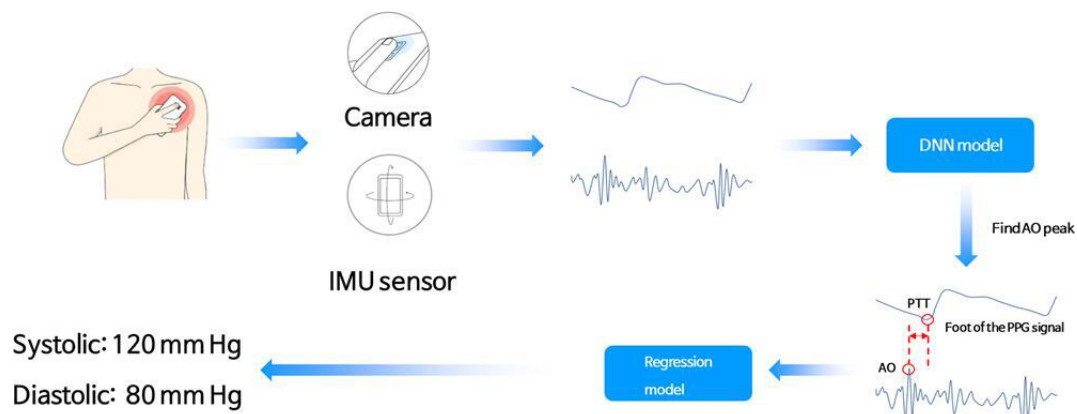 Camera
IMU sensor
DNN model
Find AO peak
PTT
Foot of the PPG signal
AO
Regression
model
Systolic: 120 mm Hg
Diastolic: 80 mm Hg